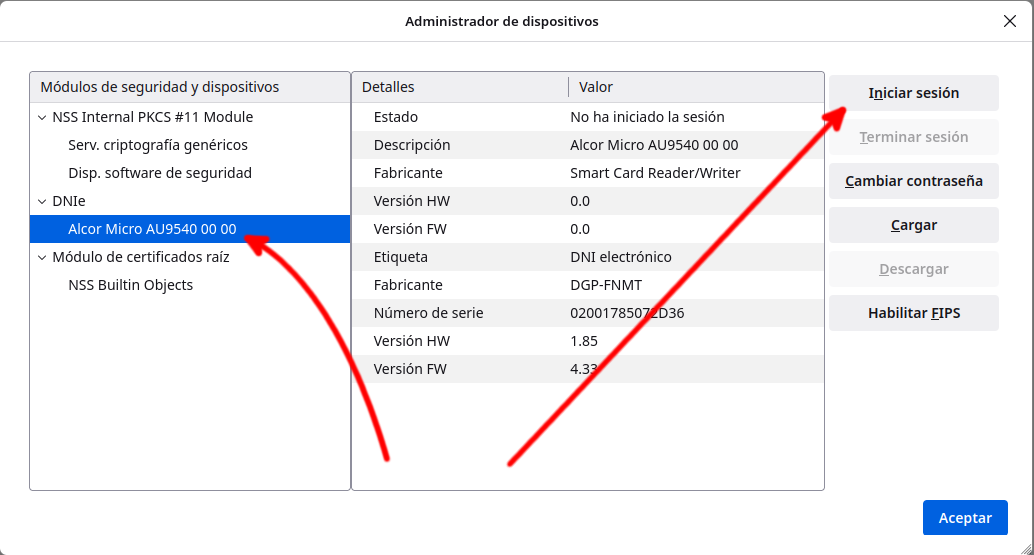 Administrador de dispositivos
Módulos de seguridad y dispositivos
NSS Internal PKCS #11 Module
Serv. criptografía genéricos
Disp. software de seguridad
DNIe
Alcor Micro AU9540 00 00
Módulo de certificados raíz
NSS Builtin Objects
Detalles Valor
Estado No ha iniciado la sesión
Descripción Alcor Micro AU9540 00 00
Fabricante Smart Card Reader/Writer
Versión HW 0.0
Versión FW 0.0
Etiqueta DNI electrónico
Fabricante DGP-FNMT
Número de serie
Versión HW 1.85
Versión FW 4.33
Iniciar sesión
Terminar sesión
Cambiar contraseña
Cargar
Descargar
Habilitar FIPS
Aceptar